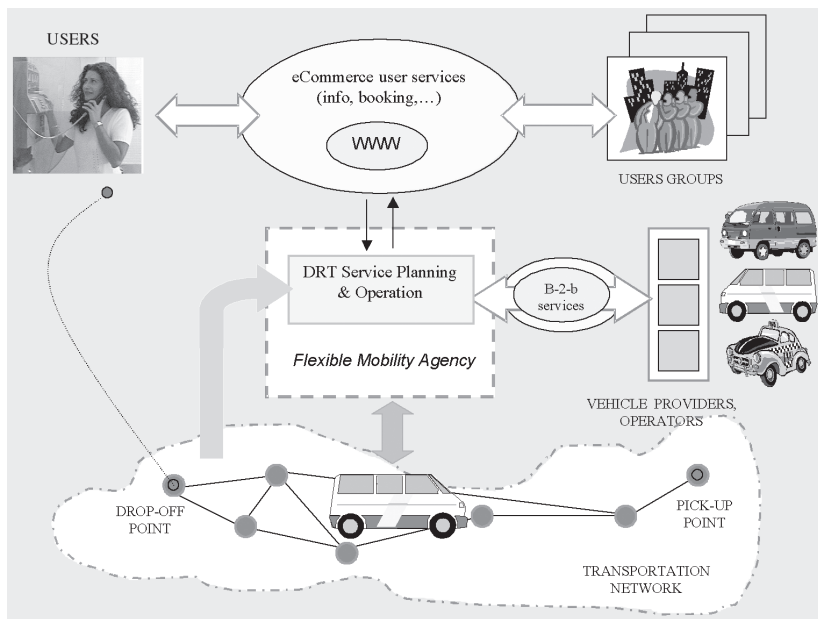 USERS
eCommerce user services
(info, booking,…)
WWW
USERS GROUPS
DRT Service Planning
& Operation
B-2-b
services
Flexible Mobility Agency
VEHICLE PROVIDERS,
OPERATORS
DROP-OFF
POINT
PICK-UP
POINT
TRANSPORTATION
NETWORK